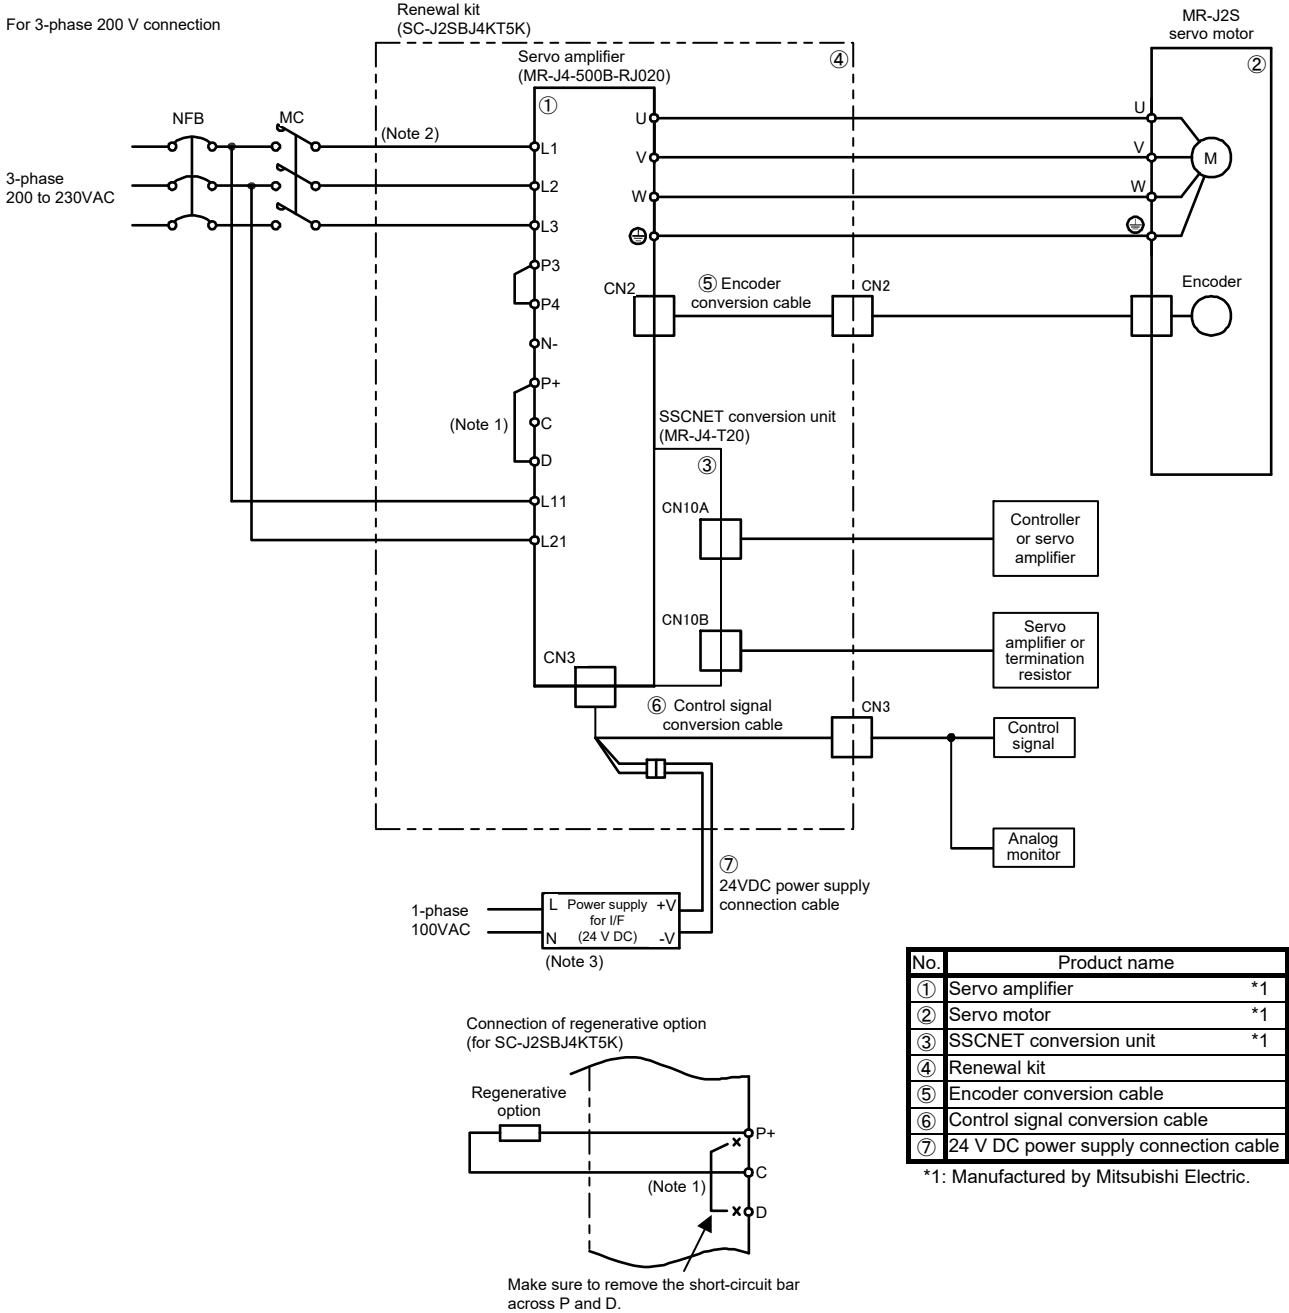 For 3-phase 200 V connection
Renewal kit
(SC-J2SBJ4KT5K)
MR-J2S
servo motor
Servo amplifier
(MR-J4-500B-RJ020)
④
②
①
NFB
MC
(Note 2)
3-phase
200 to 230VAC
L1
L2
L3
P3
P4
N-
P+
C
D
L11
L21
(Note 1)
U
V
W
U
V
W
M
CN2
⑤ Encoder
conversion cable
CN2
Encoder
SSCNET conversion unit
(MR-J4-T20)
③
CN10A
Controller
or servo
amplifier
CN10B
Servo
amplifier or
termination
resistor
CN3
⑥ Control signal
conversion cable
CN3
Control
signal
Analog
monitor
⑦
24VDC power supply
connection cable
1-phase
100VAC
L
N
Power supply
for I/F
(24 V DC)
+V
-V
(Note 3)
No. Product name
① Servo amplifier *1
② Servo motor *1
③ SSCNET conversion unit *1
④ Renewal kit
⑤ Encoder conversion cable
⑥ Control signal conversion cable
⑦ 24 V DC power supply connection cable
*1: Manufactured by Mitsubishi Electric.
Connection of regenerative option
(for SC-J2SBJ4KT5K)
Regenerative
option
P+
C
(Note 1)
D
Make sure to remove the short-circuit bar
across P and D.